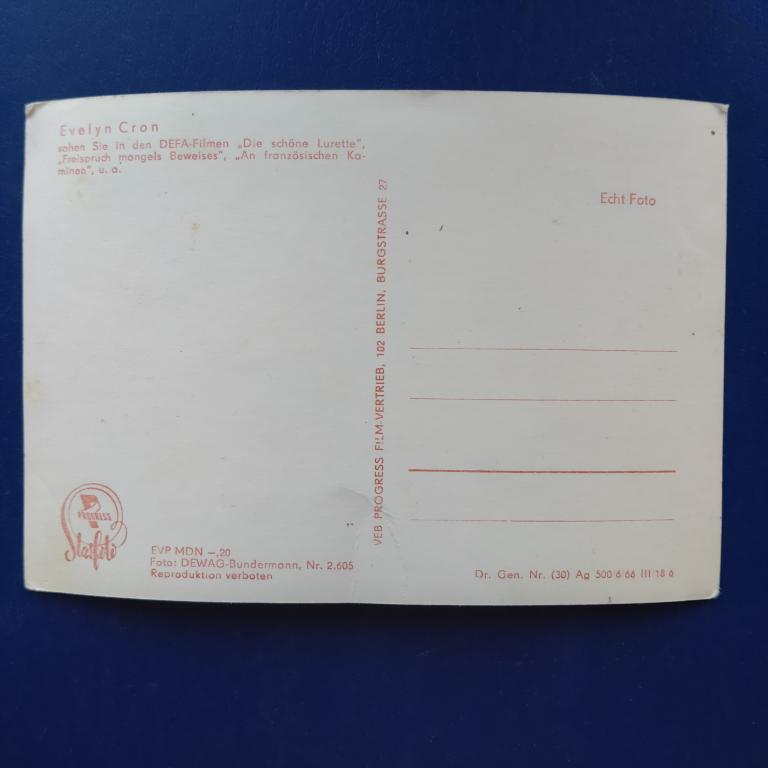 Evelyn Cron
sahen Sie in den DEFA-Filmen „Die schöne Lurette",
„Freispruch mangels Beweises", „An französischen Ka-
minen", u. a.
Echt Foto
VEB PROGRESS FILM-VERTRIEB, 102 BERLIN, BURGSTRASSE 27
PROGRESS
Starfoto
EVP MDN —,20
Foto: DEWAG-Bundermann, Nr. 2.605
Reproduktion verboten
Dr. Gen. Nr. (30) Ag 500/6/66 III 18 6